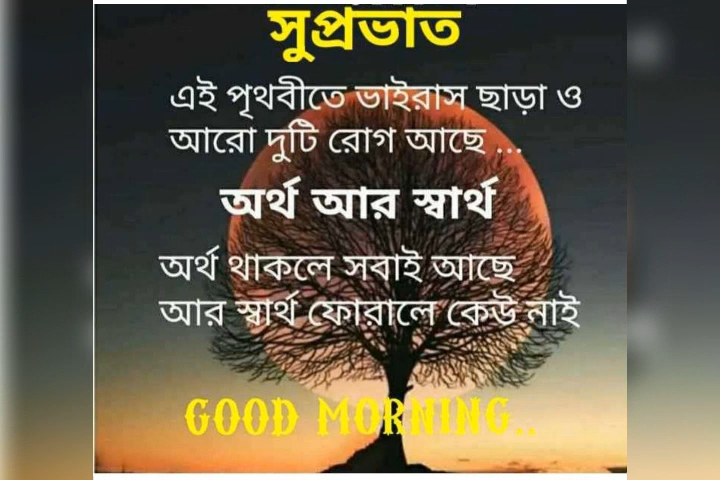 সুপ্রভাত
এই পৃথবীতে ভাইরাস ছাড়া ও
আরো দুটি রোগ আছে ...
অর্থ আর স্বার্থ
অর্থ থাকলে সবাই আছে
আর স্বার্থ ফোরালে কেউ নাই
GOOD MORNING..